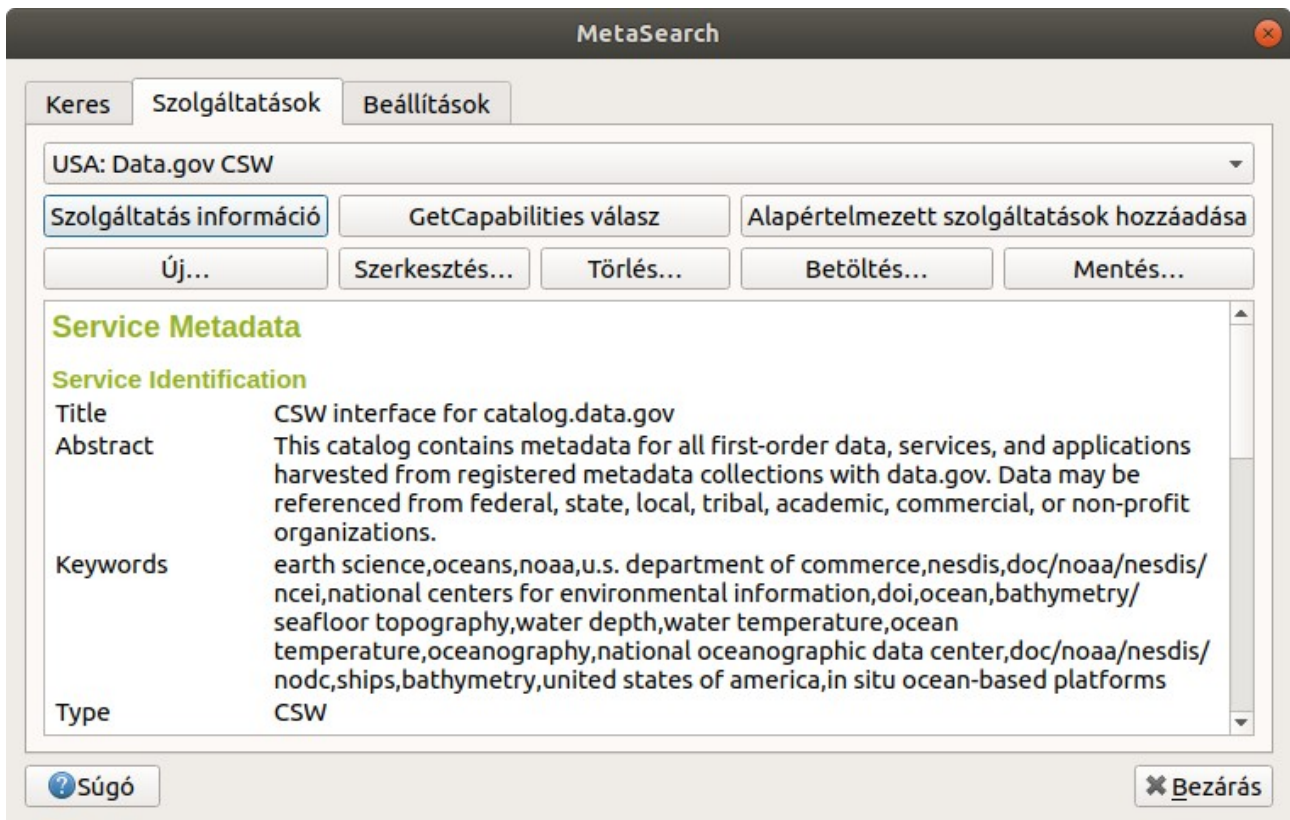 MetaSearch
Keres Szolgáltatások Beállítások
USA: Data.gov CSW
Szolgáltatás információ GetCapabilities válasz Alapértelmezett szolgáltatások hozzáadása
Új... Szerkesztés... Törlés... Betöltés... Mentés...
Service Metadata
Service Identification
Title CSW interface for catalog.data.gov
Abstract This catalog contains metadata for all first-order data, services, and applications
harvested from registered metadata collections with data.gov. Data may be
referenced from federal, state, local, tribal, academic, commercial, or non-profit
organizations.
Keywords earth science,oceans,noaa,u.s. department of commerce,nesdis,doc/noaa/nesdis/
ncei,national centers for environmental information,doi,ocean,bathymetry/
seafloor topography,water depth,water temperature,ocean
temperature,oceanography,national oceanographic data center,doc/noaa/nesdis/
nodc,ships,bathymetry,united states of america,in situ ocean-based platforms
Type CSW
Súgó Bezárás